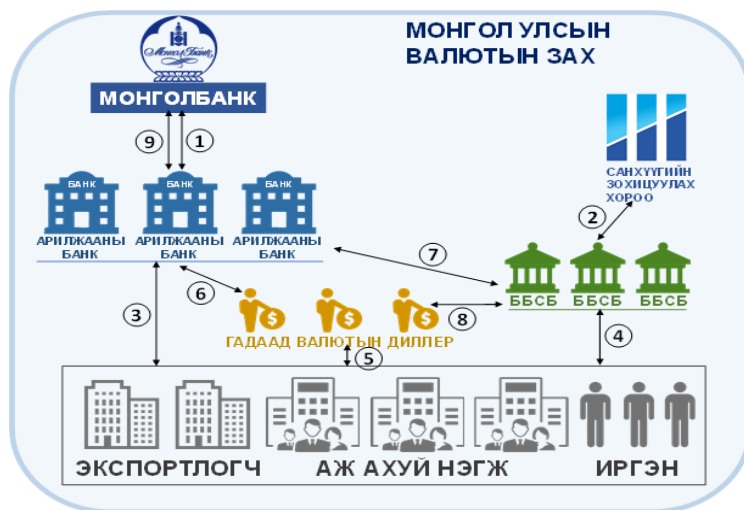 МОНГОЛ УЛСЫН
ВАЛЮТЫН ЗАХ
МонголБанк
МОНГОЛБАНК
9
1
САНХҮҮГИЙН
ЗОХИЦУУЛАХ
ХОРОО
БАНК
БАНК
БАНК
АРИЛЖААНЫ
БАНК
АРИЛЖААНЫ
БАНК
АРИЛЖААНЫ
БАНК
2
7
ББСБ
ББСБ
ББСБ
6
3
8
4
ГАДААД ВАЛЮТЫН ДИЛЛЕР
5
ЭКСПОРТЛОГЧ
АЖ АХУЙ НЭГЖ
ИРГЭН